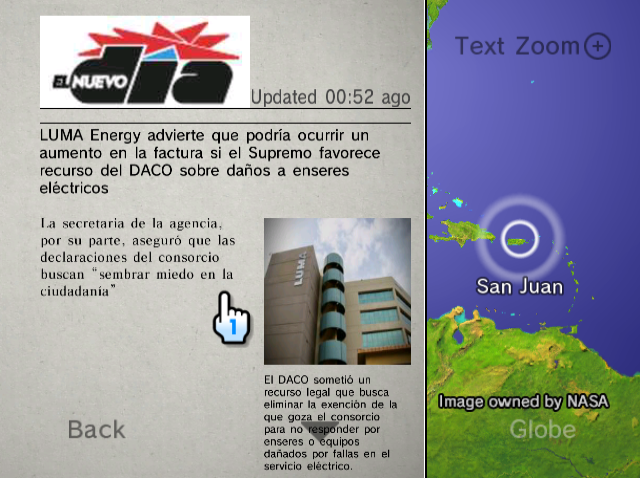 EL NUEVO
día
Updated 00:52 ago
Text Zoom +
LUMA Energy advierte que podría ocurrir un
aumento en la factura si el Supremo favorece
recurso del DACO sobre daños a enseres
eléctricos
La secretaria de la agencia,
por su parte, aseguró que las
declaraciones del consorcio
buscan “sembrar miedo en la
ciudadanía”
1
LUMA
El DACO sometió un
recurso legal que busca
eliminar la exención de la
que goza el consorcio
para no responder por
enseres o equipos
dañados por fallas en el
servicio eléctrico.
San Juan
Image owned by NASA
Back
Globe